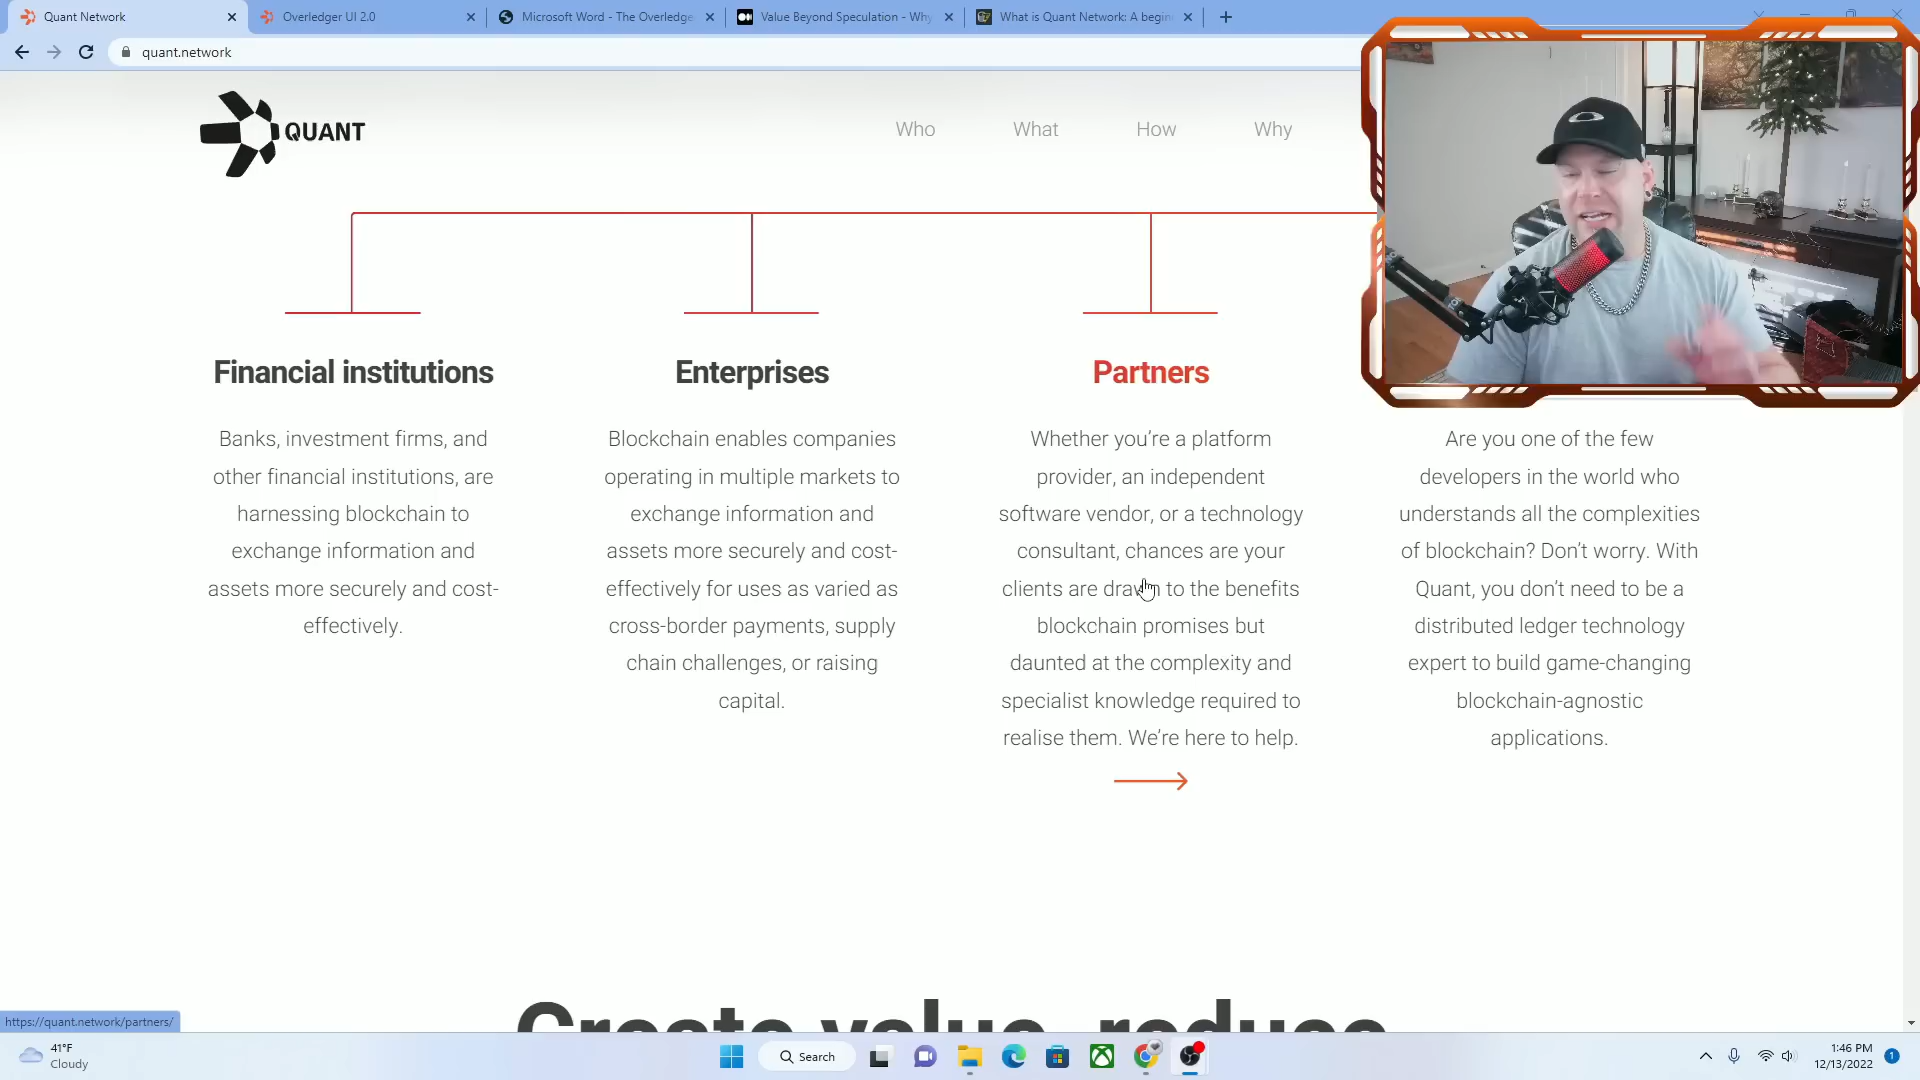 Quant Network
Overledger UI 2.0
Microsoft Word - The Overledge
Value Beyond Speculation - Why
What is Quant Network: A begin
quant.network
QUANT
Who
What
How
Why
Financial institutions
Banks, investment firms, and
other financial institutions, are
harnessing blockchain to
exchange information and
assets more securely and cost-
effectively.
Enterprises
Blockchain enables companies
operating in multiple markets to
exchange information and
assets more securely and cost-
effectively for uses as varied as
cross-border payments, supply
chain challenges, or raising
capital.
Partners
Whether you’re a platform
provider, an independent
software vendor, or a technology
consultant, chances are your
clients are drawn to the benefits
blockchain promises but
daunted at the complexity and
specialist knowledge required to
realise them. We’re here to help.
Are you one of the few
developers in the world who
understands all the complexities
of blockchain? Don’t worry. With
Quant, you don’t need to be a
distributed ledger technology
expert to build game-changing
blockchain-agnostic
applications.
Create value, reduce
https://quant.network/partners/
41°F
Cloudy
Search
1:46 PM
12/13/2022
1